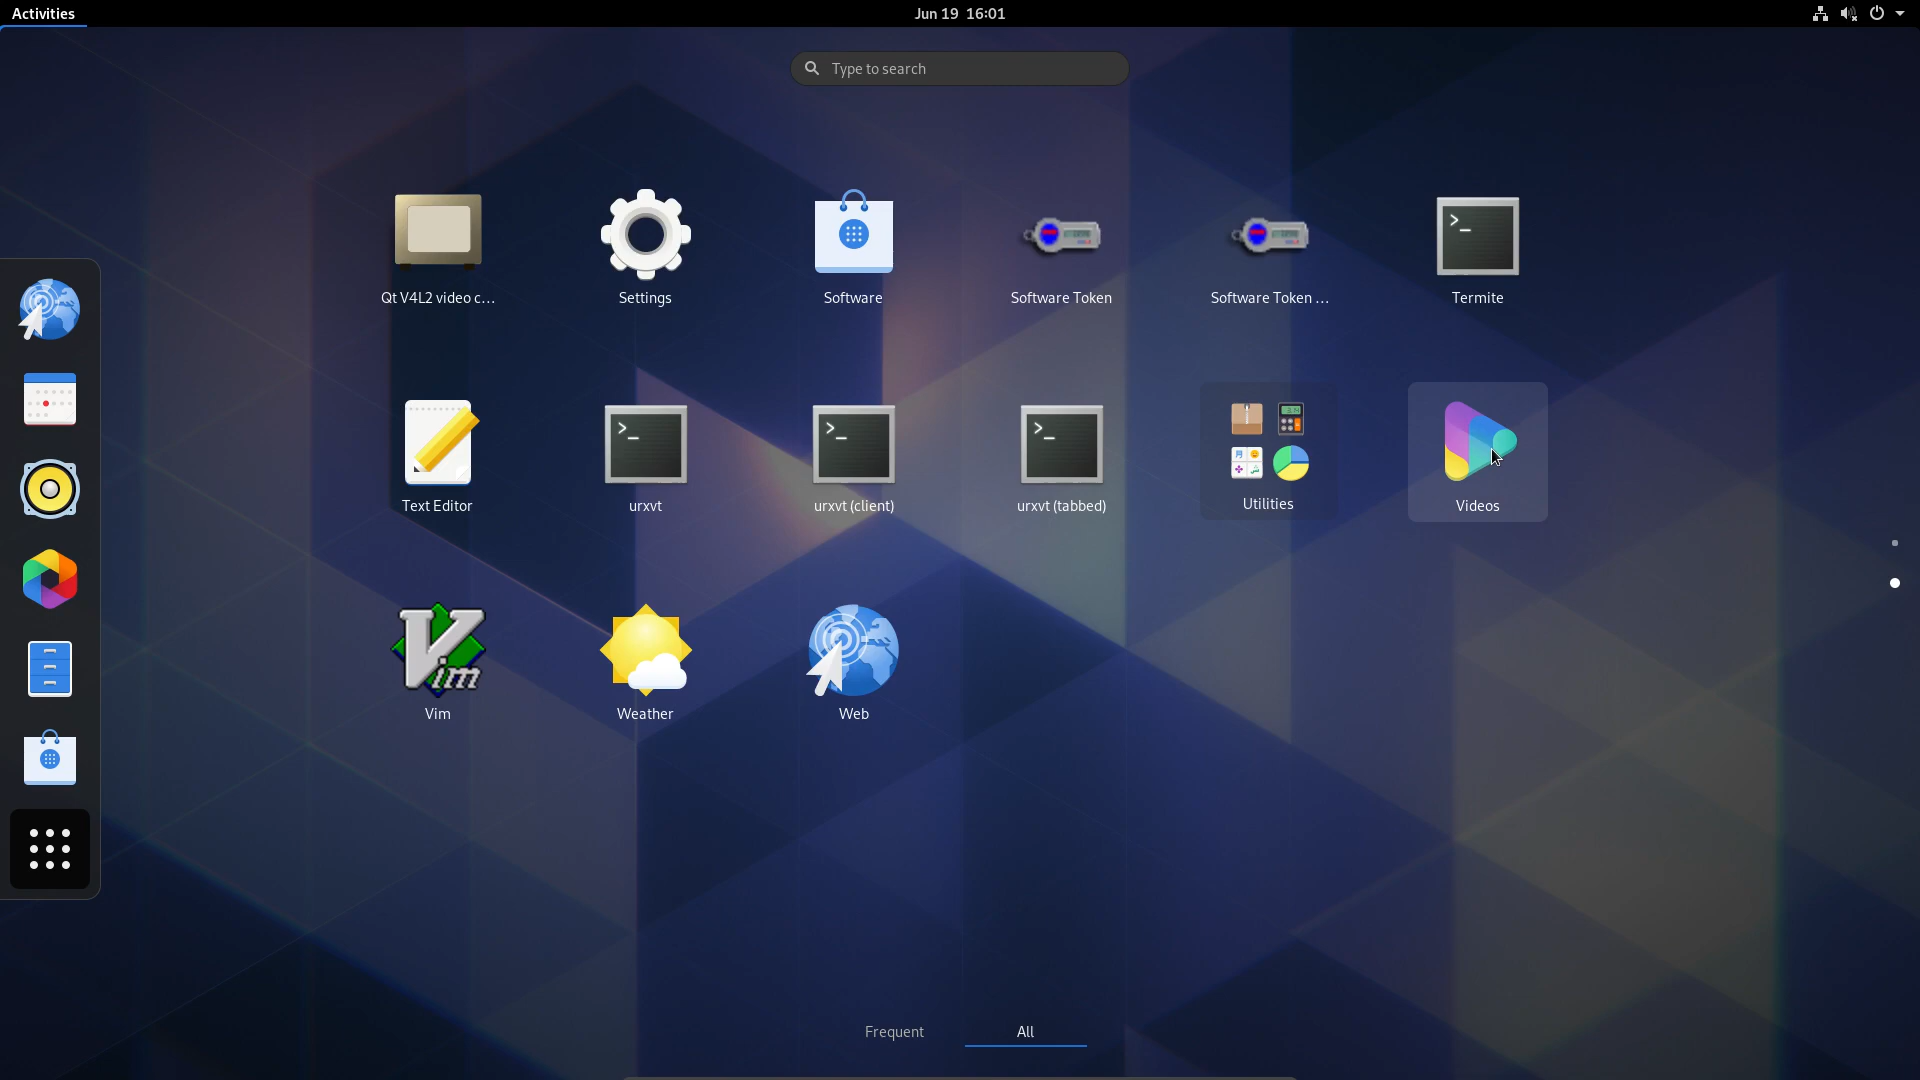 Activities
Jun 19 16:01
Type to search
Qt V4L2 video c...
Settings
Software
Software Token
Software Token ...
Termite
>_
Text Editor
urxvt
>_
urxvt (client)
>_
urxvt (tabbed)
>_
Utilities
Videos
Vim
Vim
Weather
Web
Frequent
All